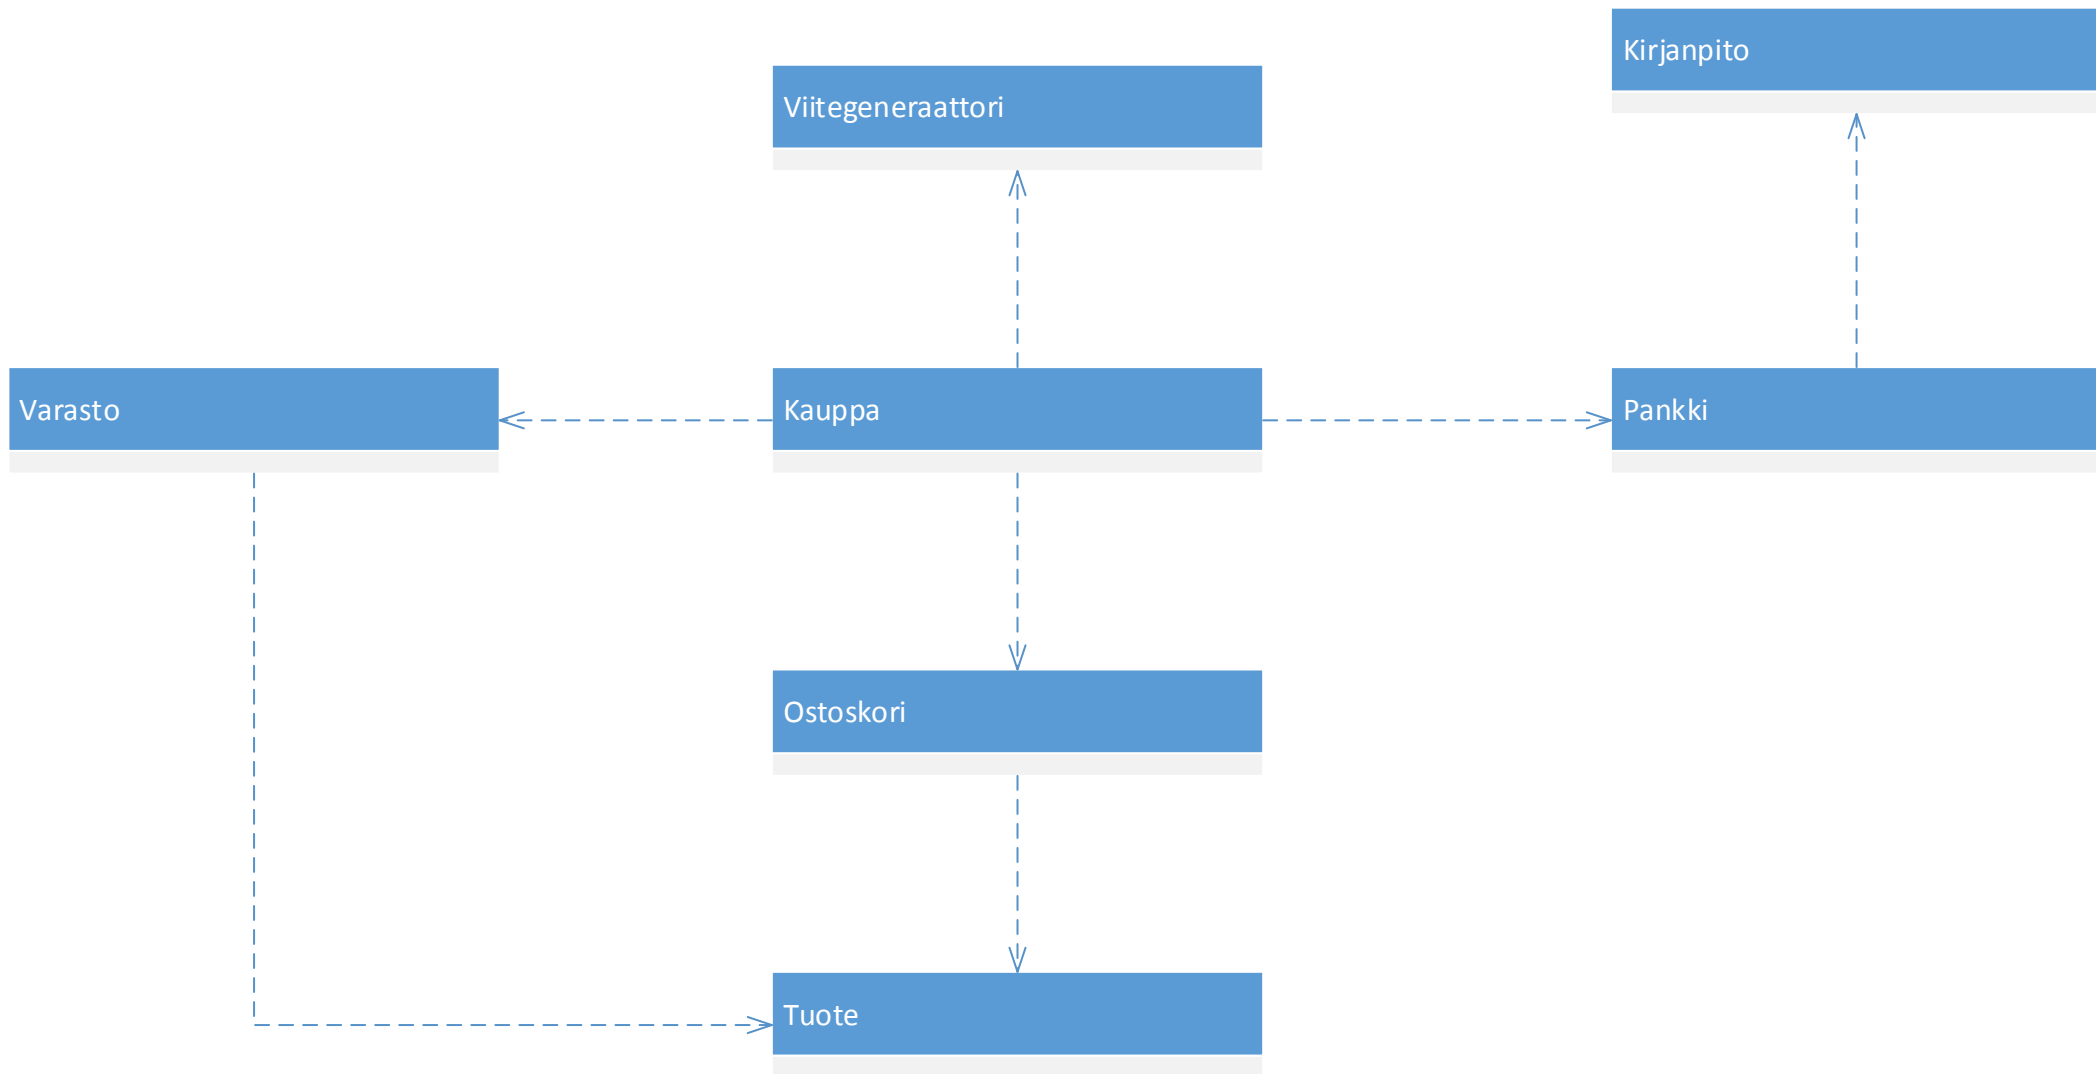 Kirjanpito
Viitegeneraattori
Varasto
Kauppa
Pankki
Ostoskori
Tuote